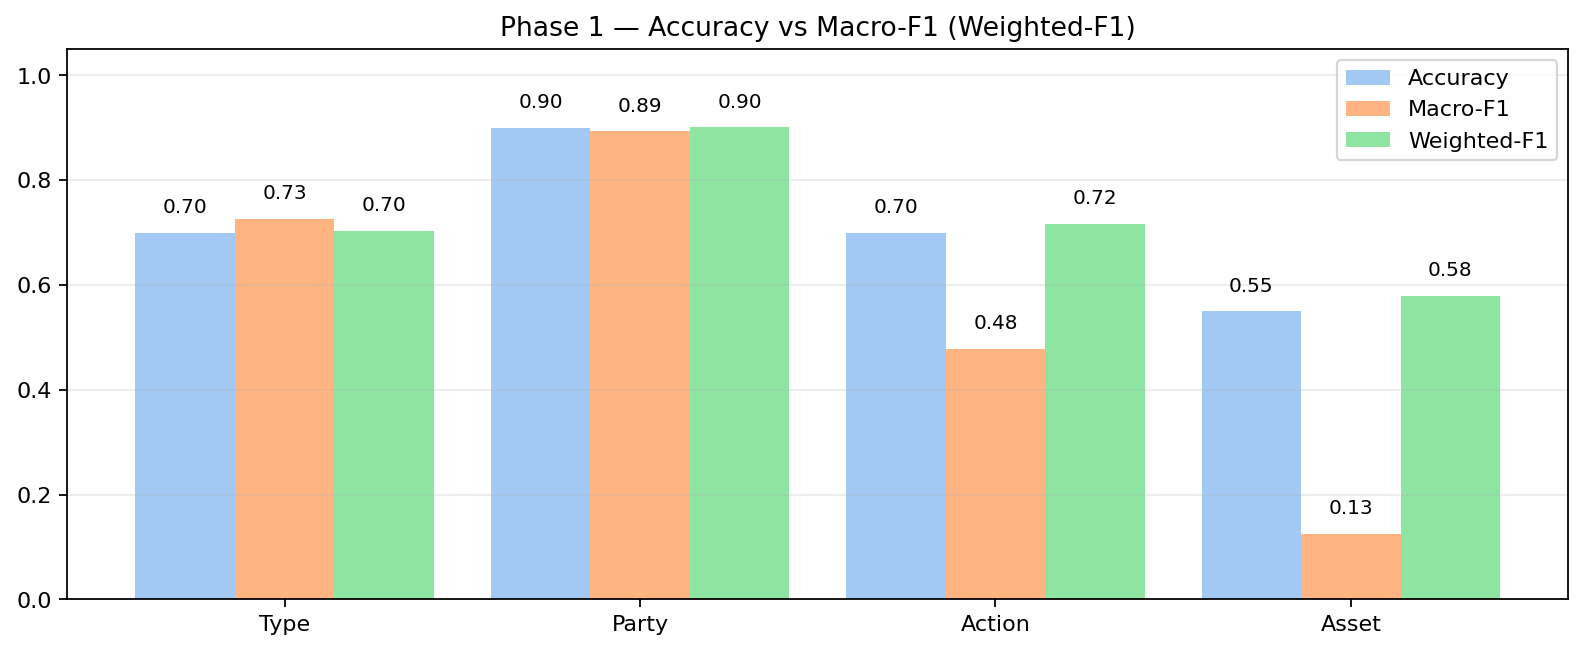 Phase 1 — Accuracy vs Macro-F1 (Weighted-F1)
1.0
0.8
0.6
0.4
0.2
0.0
Accuracy
Macro-F1
Weighted-F1
0.70
0.73
0.70
0.90
0.89
0.90
0.70
0.48
0.72
0.55
0.13
0.58
Type
Party
Action
Asset